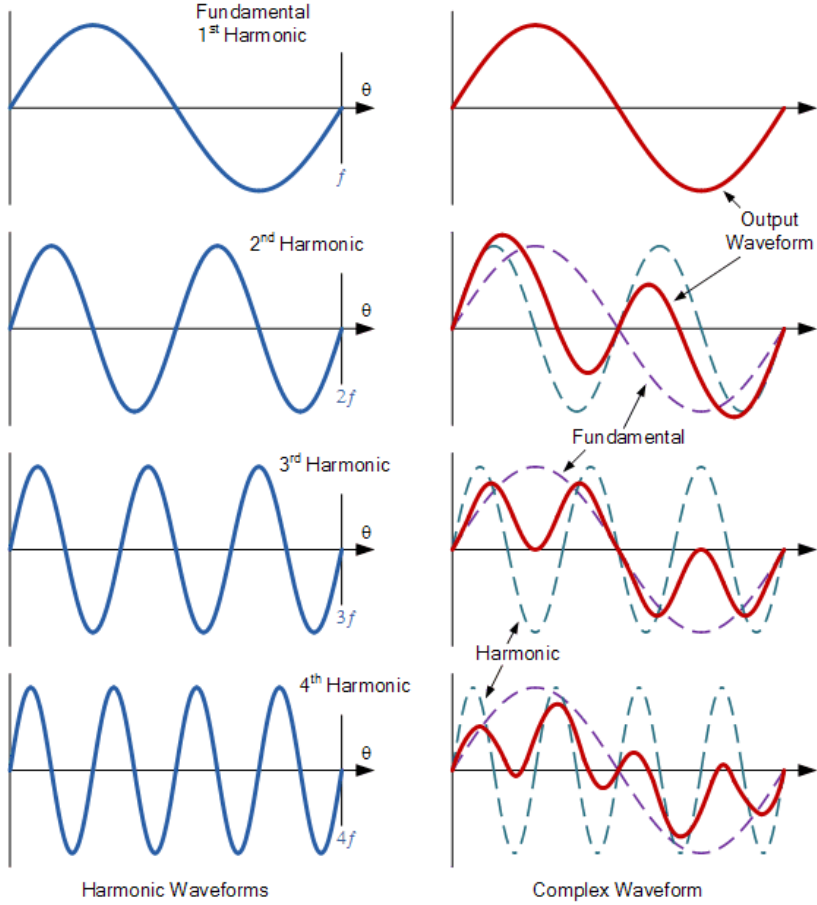 Fundamental
1st Harmonic
θ
f
Output
Waveform
2nd Harmonic
θ
2f
Fundamental
3rd Harmonic
θ
3f
Harmonic
4th Harmonic
θ
4f
Harmonic Waveforms
Complex Waveform